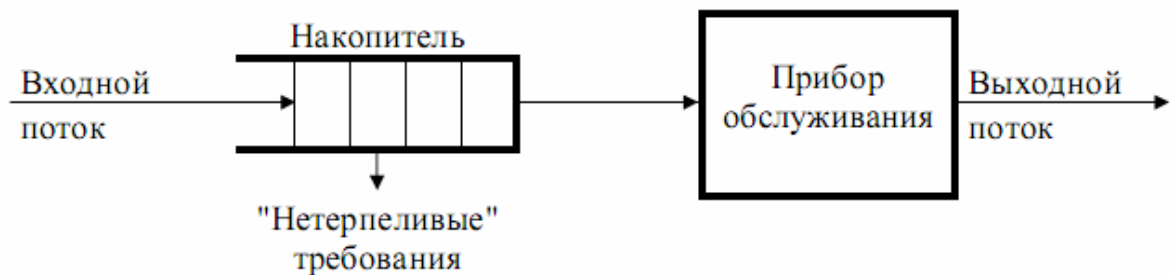 Накопитель
Входной
поток
Прибор
обслуживания
Выходной
поток
"Нетерпеливые"
требования